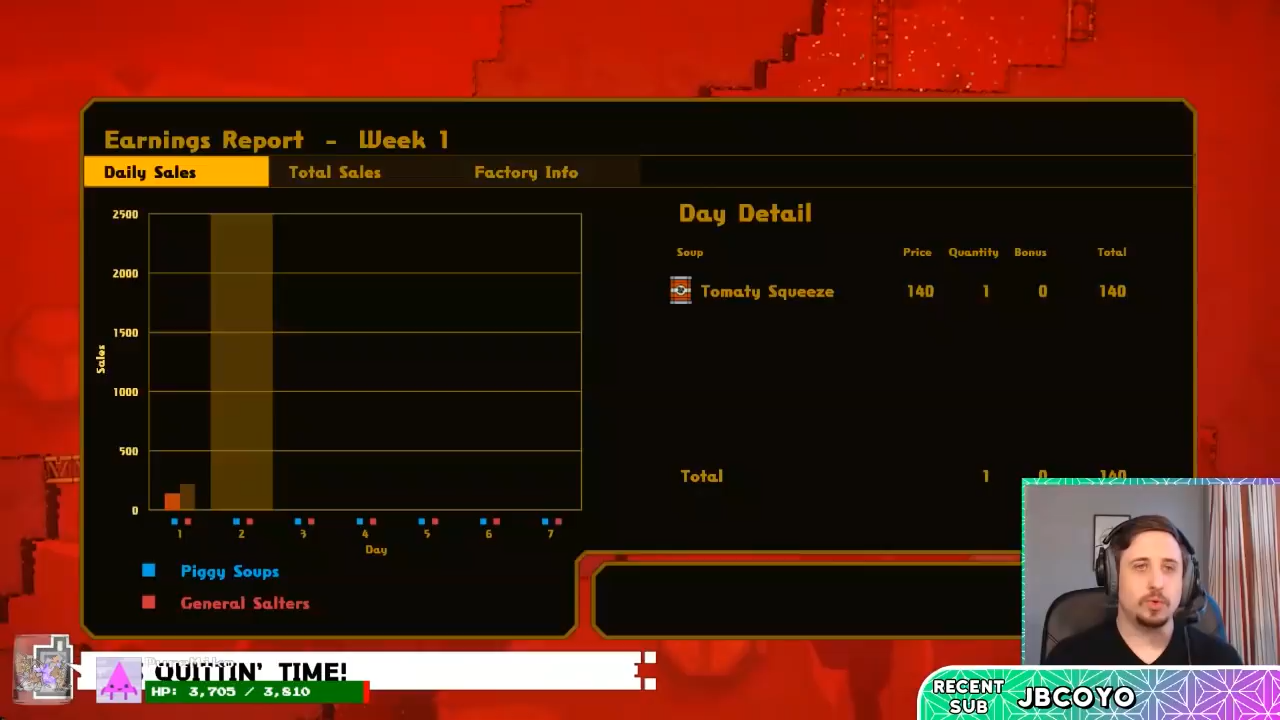 Earnings Report - Week 1
Daily Sales Total Sales Factory Info
2500
2000
1500
1000
500
0
Sales
1 2 3 4 5 6 7
Day
Piggy Soups
General Salters
Day Detail
Soup Price Quantity Bonus Total
Tomaty Squeeze 140 1 0 140
Total 1 0 140
QUITTIN' TIME!
HP: 3,705 / 3,810
RECENT
SUB
JBCOYO